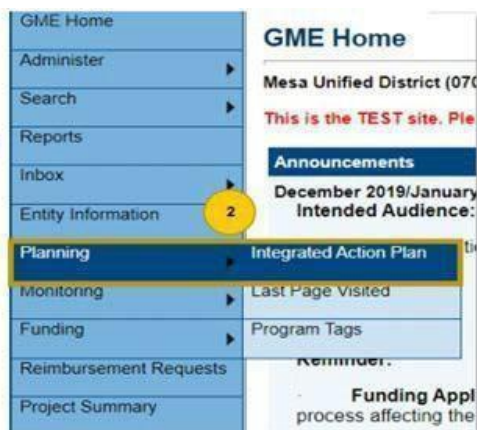 GME Home
Administer
Search
Reports
Inbox
Entity Information
2
Planning
Monitoring
Funding
Reimbursement Requests
Project Summary
Integrated Action Plan
Last Page Visited
Program Tags
GME Home
Mesa Unified District (070
This is the TEST site. Ple
Announcements
December 2019/January
Intended Audience:
Reminder:
Funding Appl
process affecting the